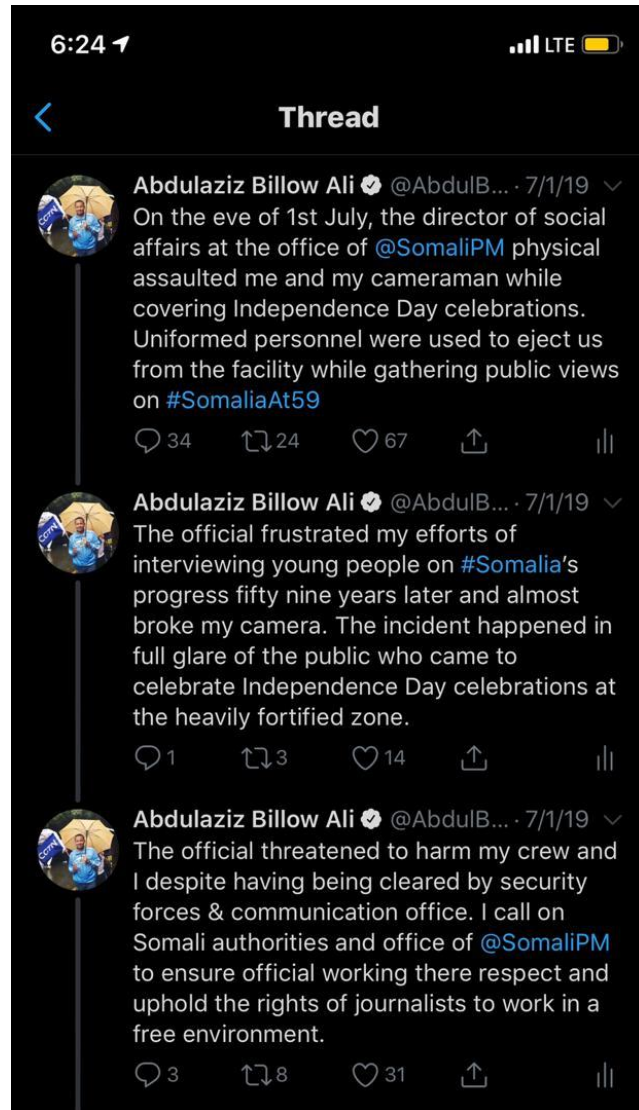 6:24
LTE
Thread
Abdulaziz Billow Ali @AbdulB... · 7/1/19
On the eve of 1st July, the director of social
affairs at the office of @SomaliPM physical
assaulted me and my cameraman while
covering Independence Day celebrations.
Uniformed personnel were used to eject us
from the facility while gathering public views
on #SomaliaAt59
34 24 67
Abdulaziz Billow Ali @AbdulB... · 7/1/19
The official frustrated my efforts of
interviewing young people on #Somalia’s
progress fifty nine years later and almost
broke my camera. The incident happened in
full glare of the public who came to
celebrate Independence Day celebrations at
the heavily fortified zone.
1 3 14
Abdulaziz Billow Ali @AbdulB... · 7/1/19
The official threatened to harm my crew and
I despite having being cleared by security
forces & communication office. I call on
Somali authorities and office of @SomaliPM
to ensure official working there respect and
uphold the rights of journalists to work in a
free environment.
3 8 31